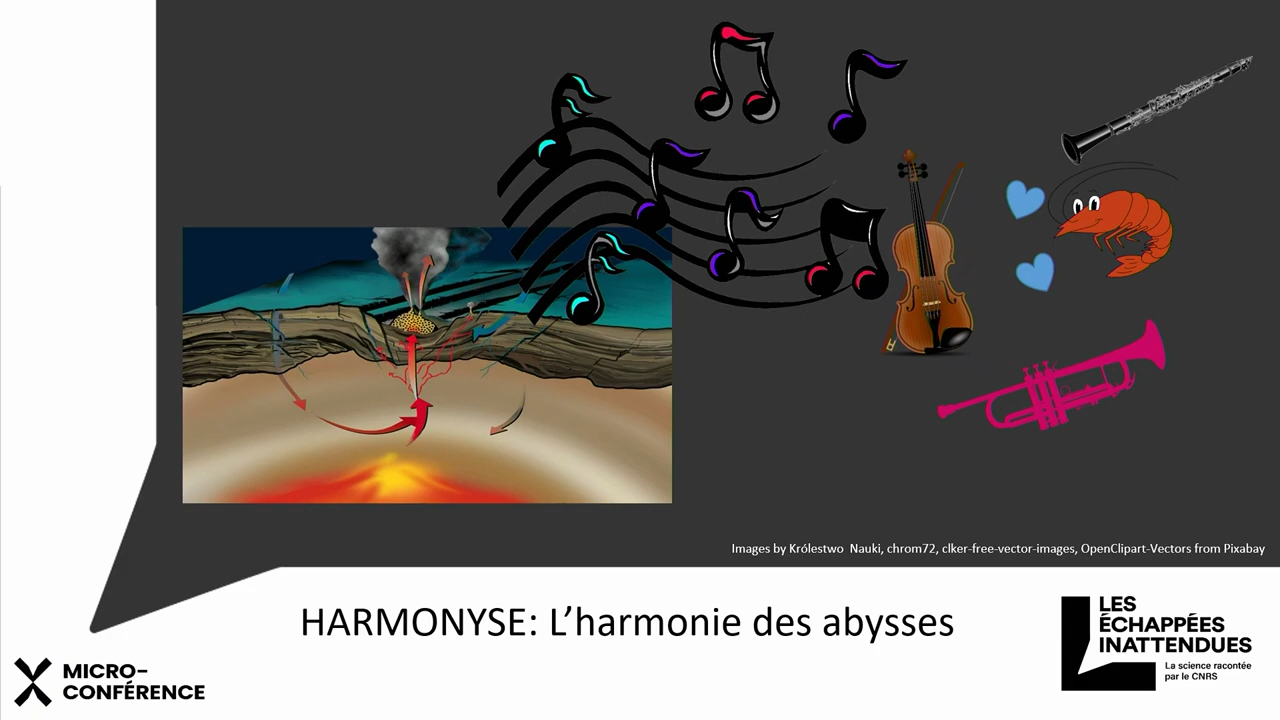 Images by Królestwo Nauki, chrom72, clker-free-vector-images, OpenClipart-Vectors from Pixabay
HARMONYSE: L’harmonie des abysses
MICRO-
CONFÉRENCE
LES
ÉCHAPPÉES
INATTENDUES
La science racontée
par le CNRS